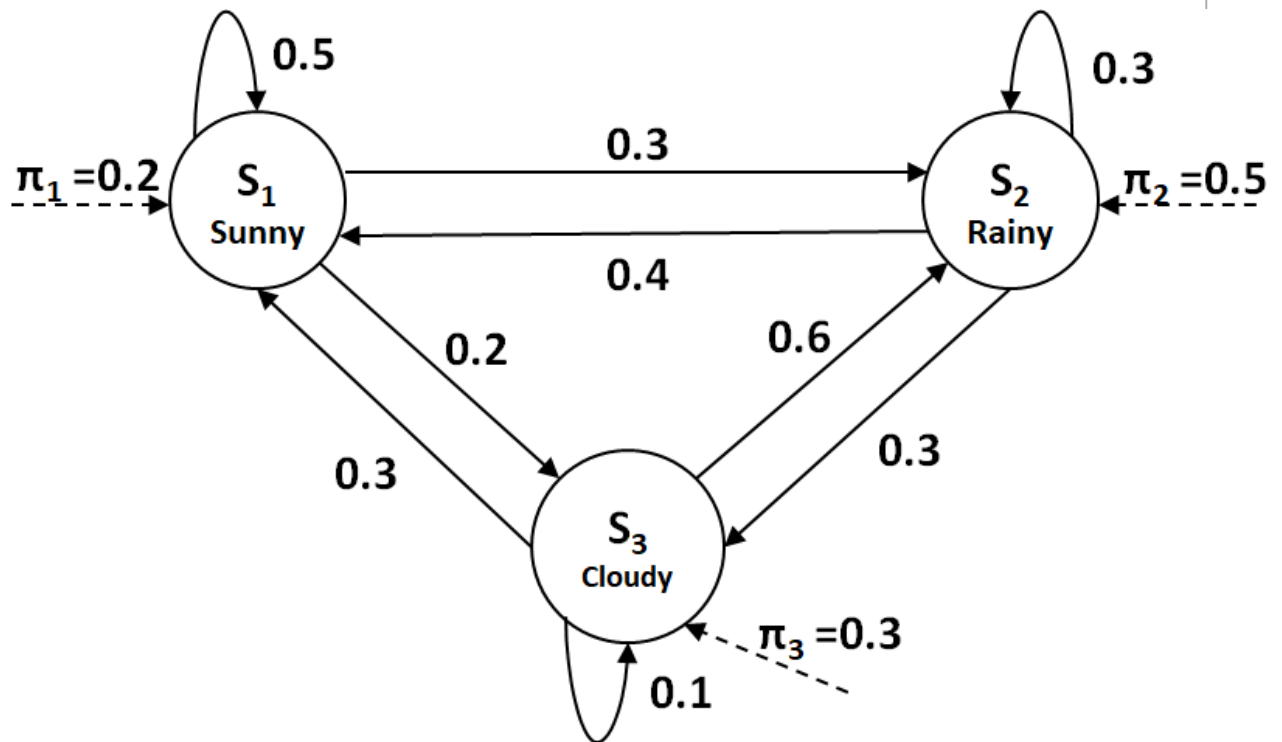 0.5
0.3
π₁ =0.2
S₁
Sunny
0.3
S₂
Rainy
π₂ =0.5
0.4
0.2
0.6
0.3
0.3
S₃
Cloudy
π₃ =0.3
0.1